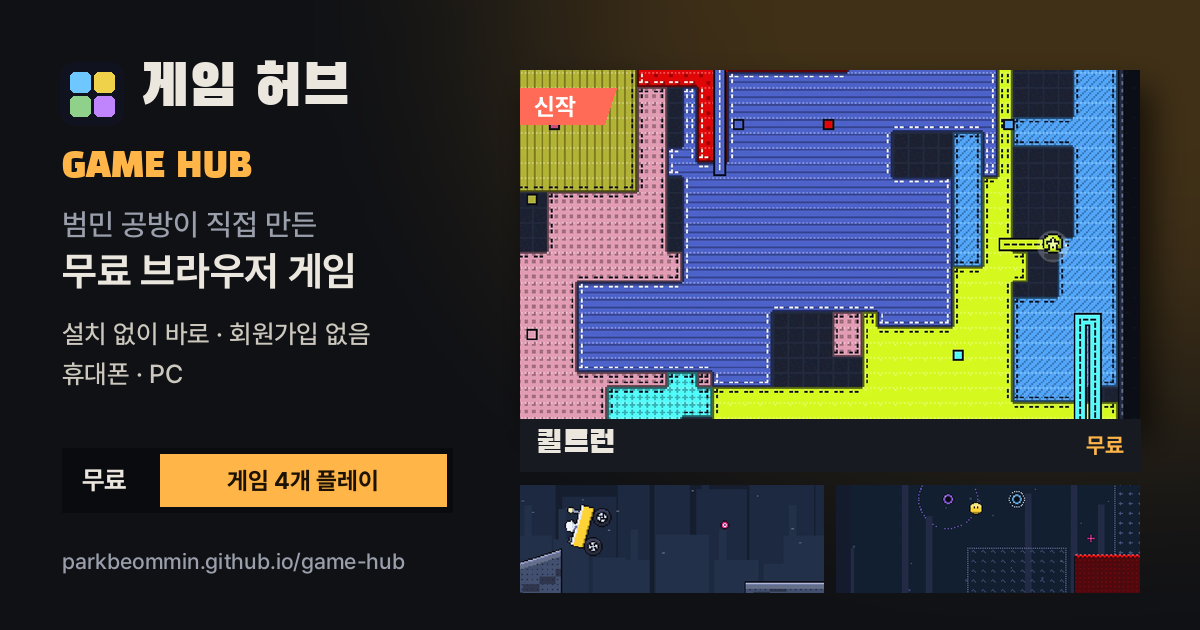 게임 허브
GAME HUB
범민 공방이 직접 만든
무료 브라우저 게임
설치 없이 바로 · 회원가입 없음
휴대폰 · PC
무료
게임 4개 플레이
parkbeommin.github.io/game-hub
신작
퀼트런
무료